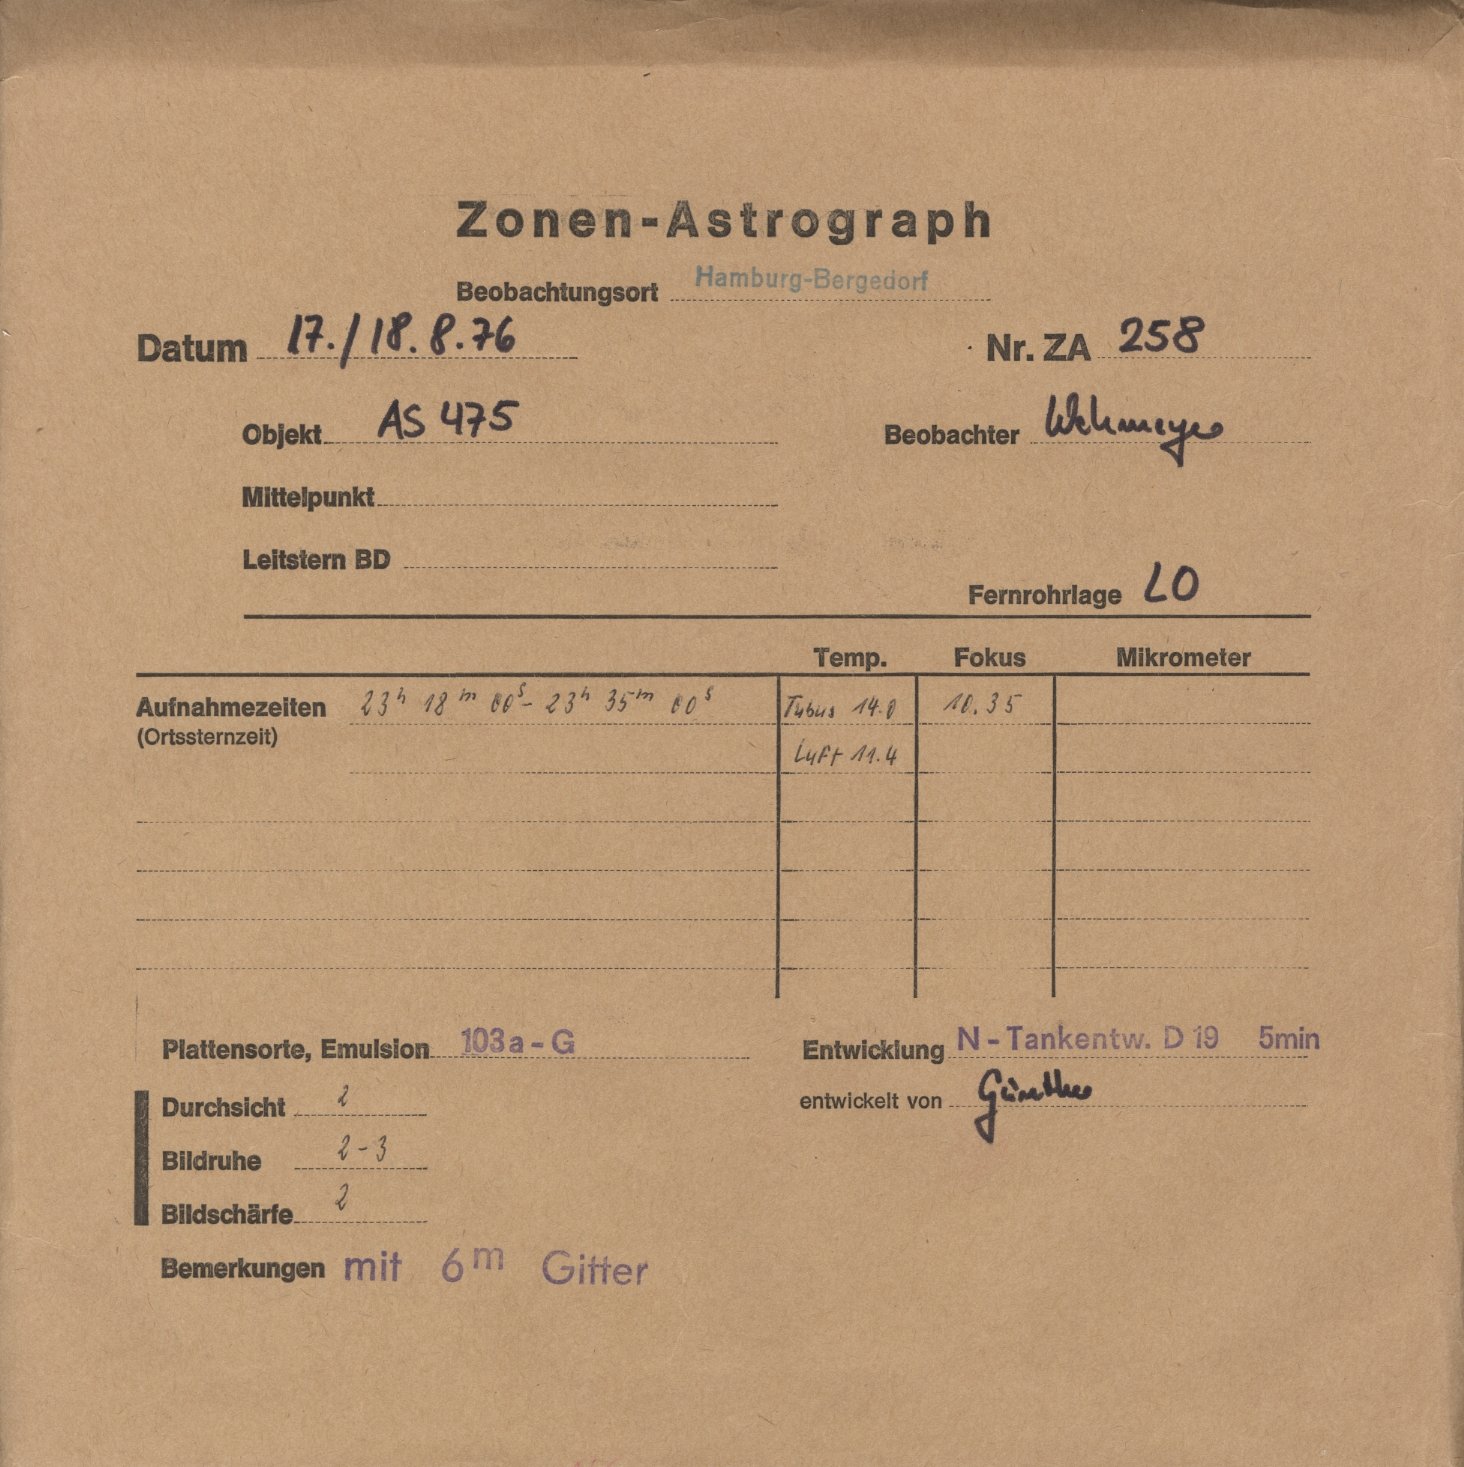 Zonen-Astrograph
Beobachtungsort Hamburg-Bergedorf
Datum 17./18.8.76 Nr. ZA 258
Objekt AS 475 Beobachter Wehmeyer
Mittelpunkt
Leitstern BD
Fernrohrlage LO
Temp. Fokus Mikrometer
Aufnahmezeiten 23h 18m 00s - 23h 35m 00s Tubus 14.0 10.35
(Ortssternzeit)
Luft 11.4
Plattensorte, Emulsion 103a-G Entwicklung N-Tankentw. D 19 5min
Durchsicht 2 entwickelt von Günther
Bildruhe 2-3
Bildschärfe 2
Bemerkungen mit 6m Gitter